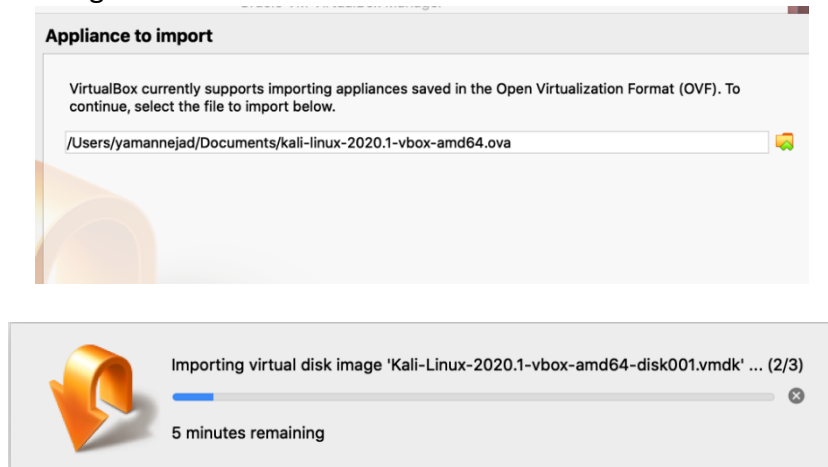 Appliance to import
VirtualBox currently supports importing appliances saved in the Open Virtualization Format (OVF). To
continue, select the file to import below.
/Users/yamannejad/Documents/kali-linux-2020.1-vbox-amd64.ova
Importing virtual disk image 'Kali-Linux-2020.1-vbox-amd64-disk001.vmdk' ... (2/3)
5 minutes remaining